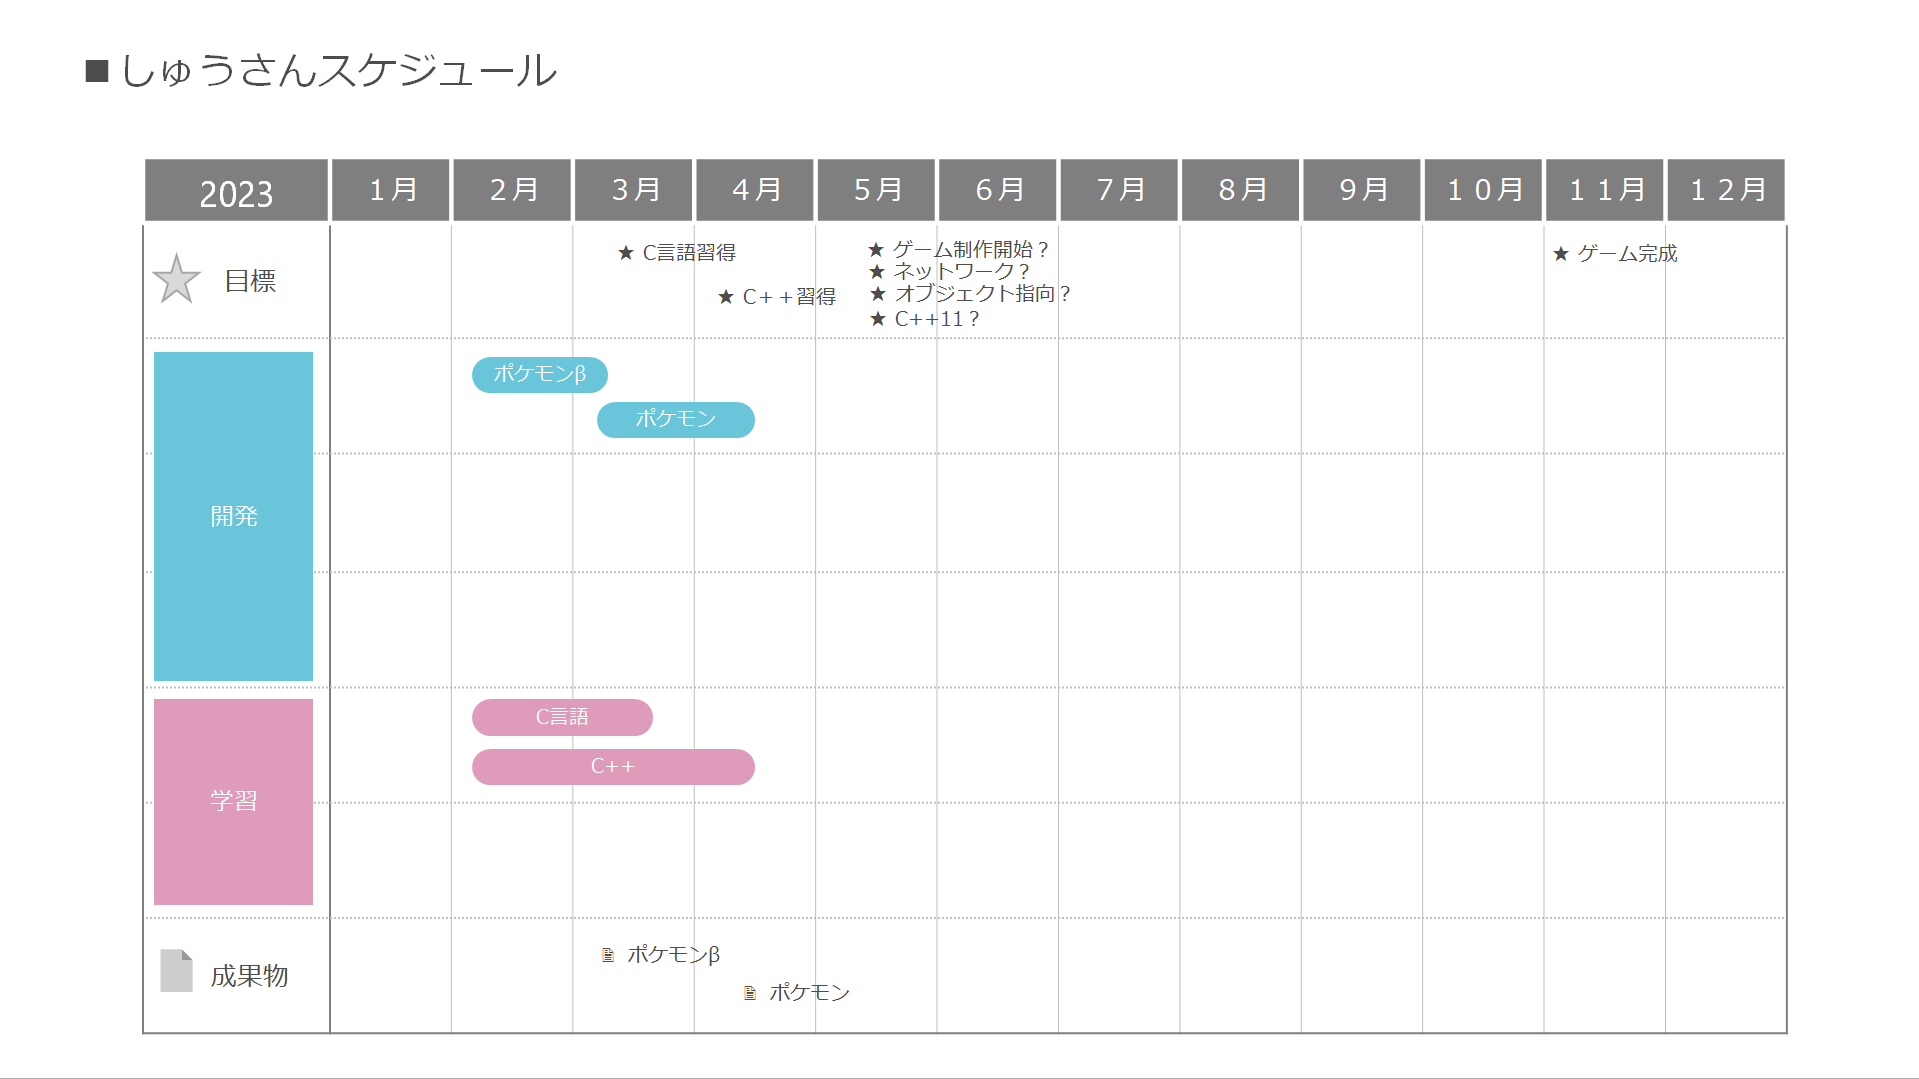 ■しゅうさんスケジュール
2023 １月 ２月 ３月 ４月 ５月 ６月 ７月 ８月 ９月 １０月 １１月 １２月
目標
★ C言語習得
★ C＋＋習得
★ ゲーム制作開始？
★ ネットワーク？
★ オブジェクト指向？
★ C++11？
★ ゲーム完成
開発
ポケモンβ
ポケモン
学習
C言語
C++
成果物
ポケモンβ
ポケモン